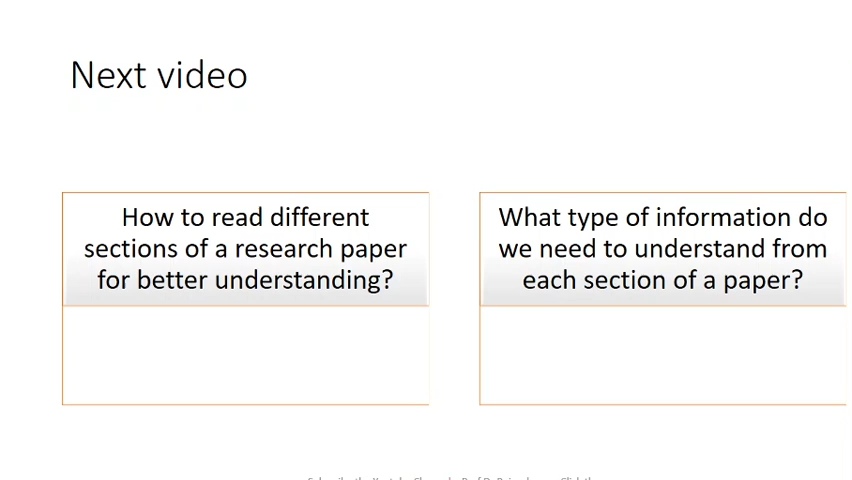 Next video
How to read different
sections of a research paper
for better understanding?
What type of information do
we need to understand from
each section of a paper?